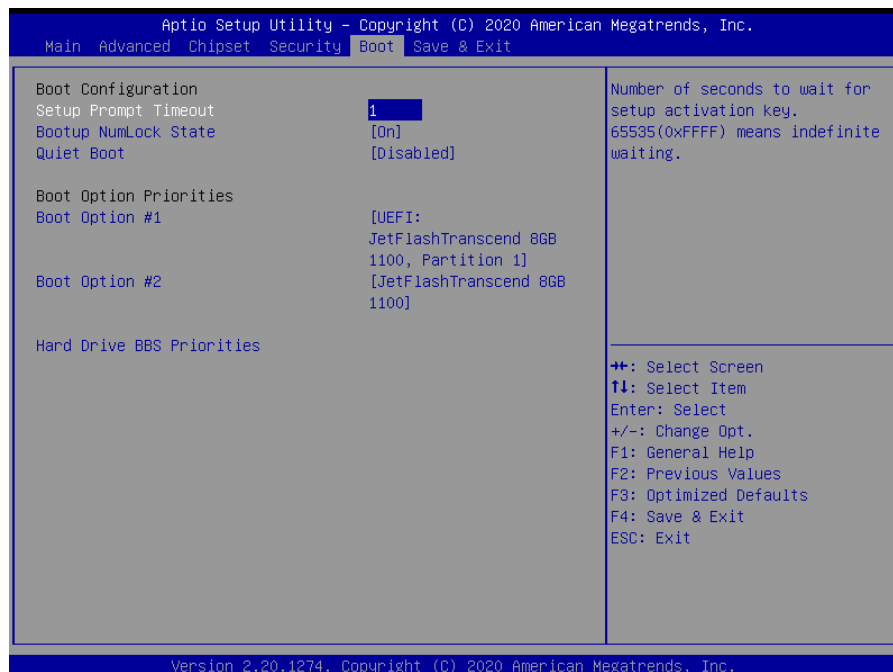 Aptio Setup Utility – Copyright (C) 2020 American Megatrends, Inc.
Main Advanced Chipset Security Boot Save & Exit
Boot Configuration
Setup Prompt Timeout 1
Bootup NumLock State [On]
Quiet Boot [Disabled]
Boot Option Priorities
Boot Option #1 [UEFI:
JetFlashTranscend 8GB
1100, Partition 1]
Boot Option #2 [JetFlashTranscend 8GB
1100]
Hard Drive BBS Priorities
Number of seconds to wait for
setup activation key.
65535(0xFFFF) means indefinite
waiting.
→←: Select Screen
↑↓: Select Item
Enter: Select
+/-: Change Opt.
F1: General Help
F2: Previous Values
F3: Optimized Defaults
F4: Save & Exit
ESC: Exit
Version 2.20.1274. Copyright (C) 2020 American Megatrends, Inc.